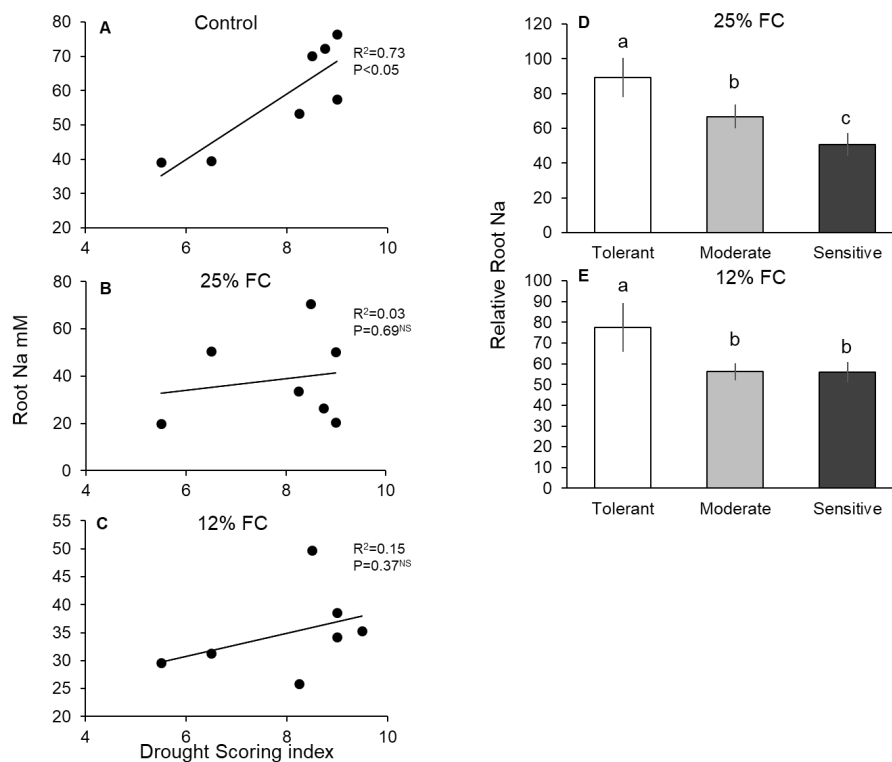 A
Control
R²=0.73
P<0.05
80
70
60
50
40
30
20
4
6
8
10
B
25% FC
R²=0.03
P=0.69ᴺˢ
80
60
40
20
0
4
6
8
10
C
12% FC
R²=0.15
P=0.37ᴺˢ
55
50
45
40
35
30
25
20
4
6
8
10
Root Na mM
Drought Scoring index
D
25% FC
120
100
80
60
40
20
0
a
b
c
Tolerant
Moderate
Sensitive
E
12% FC
100
90
80
70
60
50
40
30
20
10
0
a
b
b
Tolerant
Moderate
Sensitive
Relative Root Na